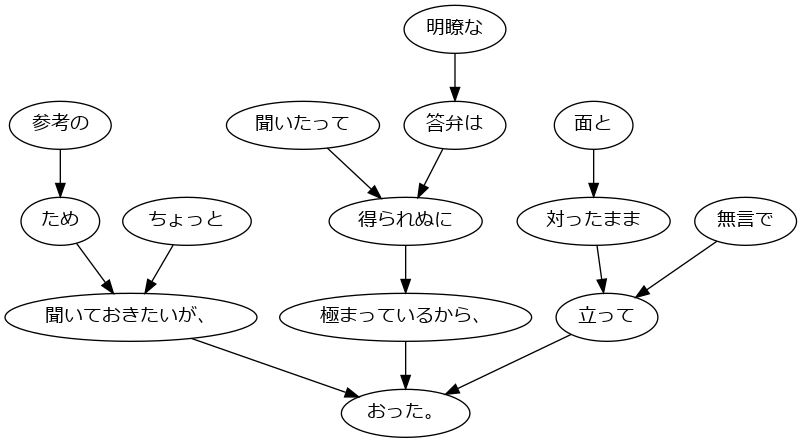 明瞭な
参考の
聞いたって
答弁は
面と
ため
ちょっと
得られぬに
対ったまま
無言で
聞いておきたいが、
極まっているから、
立って
おった。